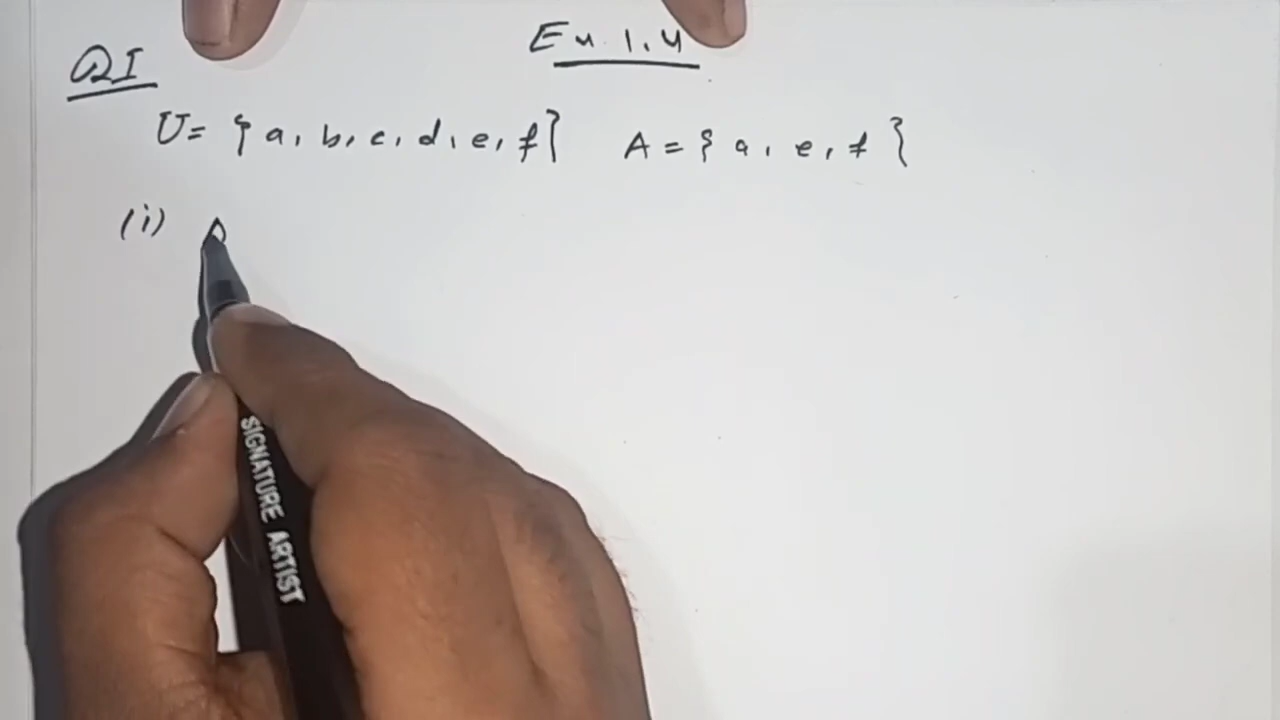 Ex 1.4
Q1
U = {a, b, c, d, e, f} A = {a, e, f}
(i)
SIGNATURE ARTIST